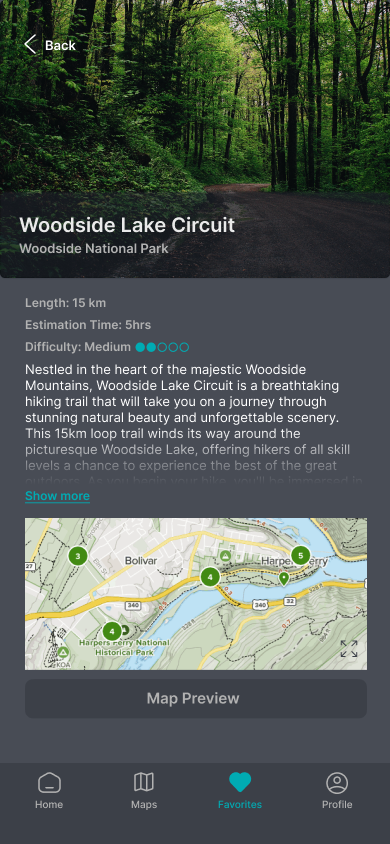 Back
Woodside Lake Circuit
Woodside National Park
Length: 15 km
Estimation Time: 5hrs
Difficulty: Medium
Nestled in the heart of the majestic Woodside
Mountains, Woodside Lake Circuit is a breathtaking
hiking trail that will take you on a journey through
stunning natural beauty and unforgettable scenery.
This 15km loop trail winds its way around the
picturesque Woodside Lake, offering hikers of all skill
levels a chance to experience the best of the great
outdoors. As you begin your hike, you'll be immersed in
Show more
3
5
Bolivar
4
27
340
340
32
4
Harpers Ferry National
Historical Park
KOA
Map Preview
Home
Maps
Favorites
Profile